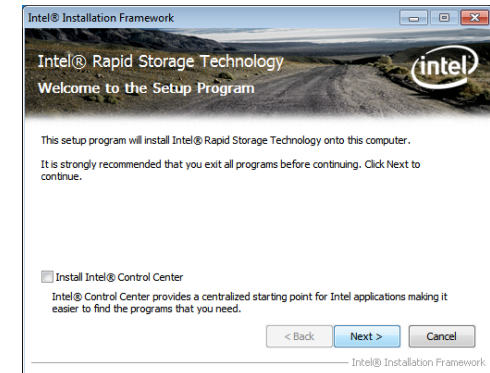 Intel® Installation Framework
Intel® Rapid Storage Technology
Welcome to the Setup Program
intel
This setup program will install Intel® Rapid Storage Technology onto this computer.
It is strongly recommended that you exit all programs before continuing. Click Next to
continue.
Install Intel® Control Center
Intel® Control Center provides a centralized starting point for Intel applications making it
easier to find the programs that you need.
< Back Next > Cancel
Intel® Installation Framework